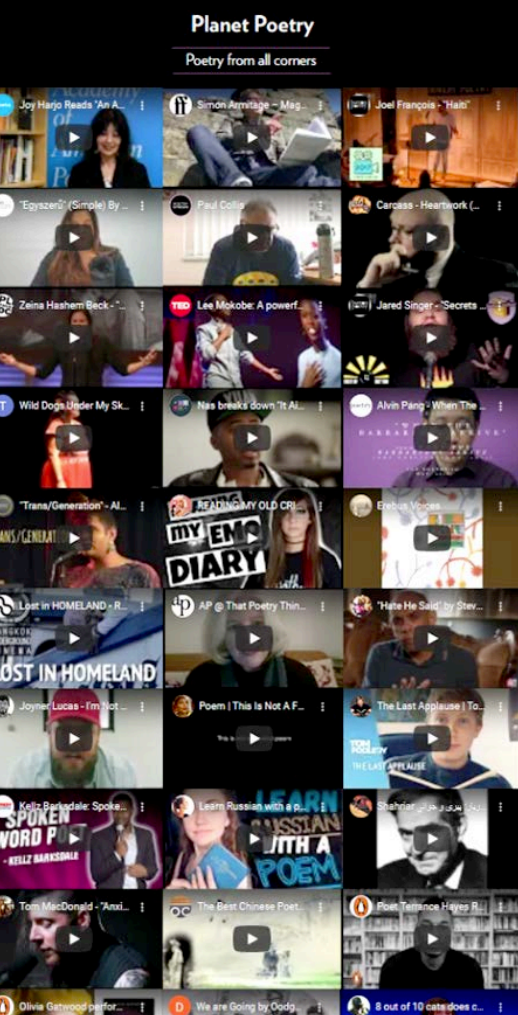 Planet Poetry
Poetry from all corners
Joy Harjo Reads "An A...
Simon Armitage – Mag...
Joel François - "Haiti"
"Egyszerű" (Simple) By ...
Paul Collis
Carcass - Heartwork (...
Zeina Hashem Beck - "...
TED
Lee Mokobe: A powerf...
Jared Singer - "Secrets ...
Wild Dogs Under My Sk...
Nas breaks down "It Ai...
Alvin Pang - When The ...
"Trans/Generation" - Al...
READING MY OLD CRI...
MY EMO
DIARY
Erebus Voices
Lost in HOMELAND - R...
LOST IN HOMELAND
AP @ That Poetry Thin...
"Hate He Said" by Stev...
Joyner Lucas - I'm Not ...
Poem | This Is Not A F...
The Last Applause | To...
THE LAST APPLAUSE
Kellz Barksdale: Spoke...
SPOKEN
WORD
- KELLZ BARKSDALE
Learn Russian with a p...
LEARN
RUSSIAN
WITH A
POEM
Shahriar
Tom MacDonald - "Anxi...
The Best Chinese Poet...
Poet Terrance Hayes R...
Olivia Gatwood perfor...
We are Going by Oodg...
8 out of 10 cats does c...